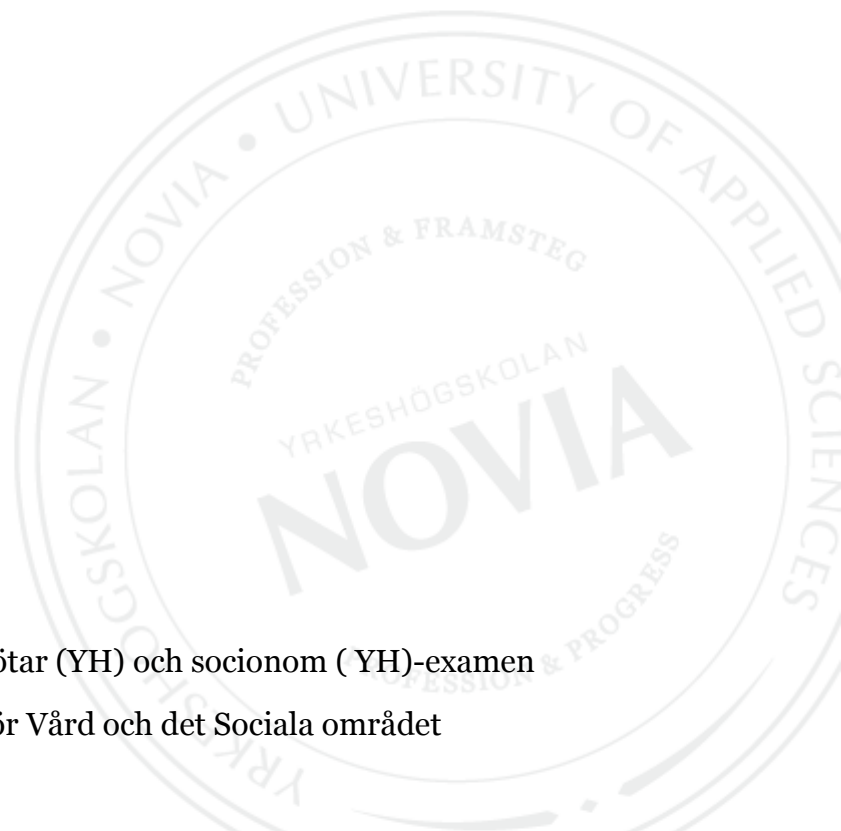 • NOVIA • UNIVERSITY OF APPLIED SCIENCES
YRKESHÖGSKOLAN
PROFESSION & FRAMSTEG
YRKESHÖGSKOLAN
NOVIA
PROFESSION & PROGRESS
ötar (YH) och socionom ( YH)-examen
ör Vård och det Sociala området